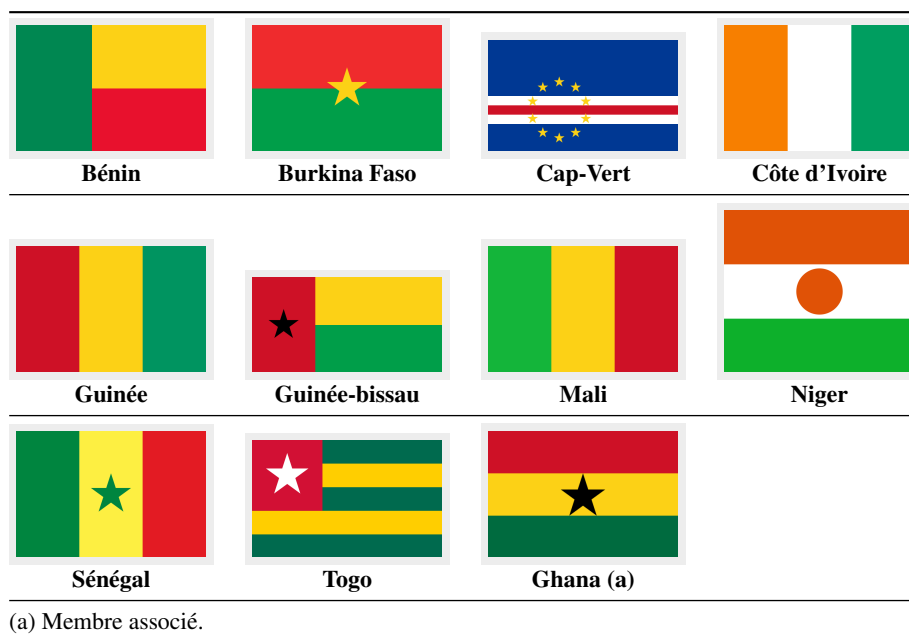 Bénin Burkina Faso Cap-Vert Côte d'Ivoire
Guinée Guinée-bissau Mali Niger
Sénégal Togo Ghana (a)
(a) Membre associé.